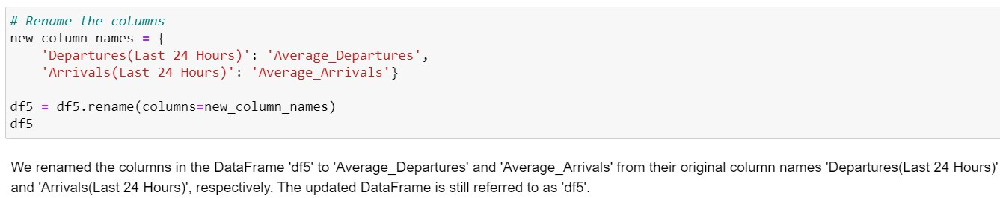 # Rename the columns
new_column_names = {
    'Departures(Last 24 Hours)': 'Average_Departures',
    'Arrivals(Last 24 Hours)': 'Average_Arrivals'}
df5 = df5.rename(columns=new_column_names)
df5
We renamed the columns in the DataFrame 'df5' to 'Average_Departures' and 'Average_Arrivals' from their original column names 'Departures(Last 24 Hours)'
and 'Arrivals(Last 24 Hours)', respectively. The updated DataFrame is still referred to as 'df5'.